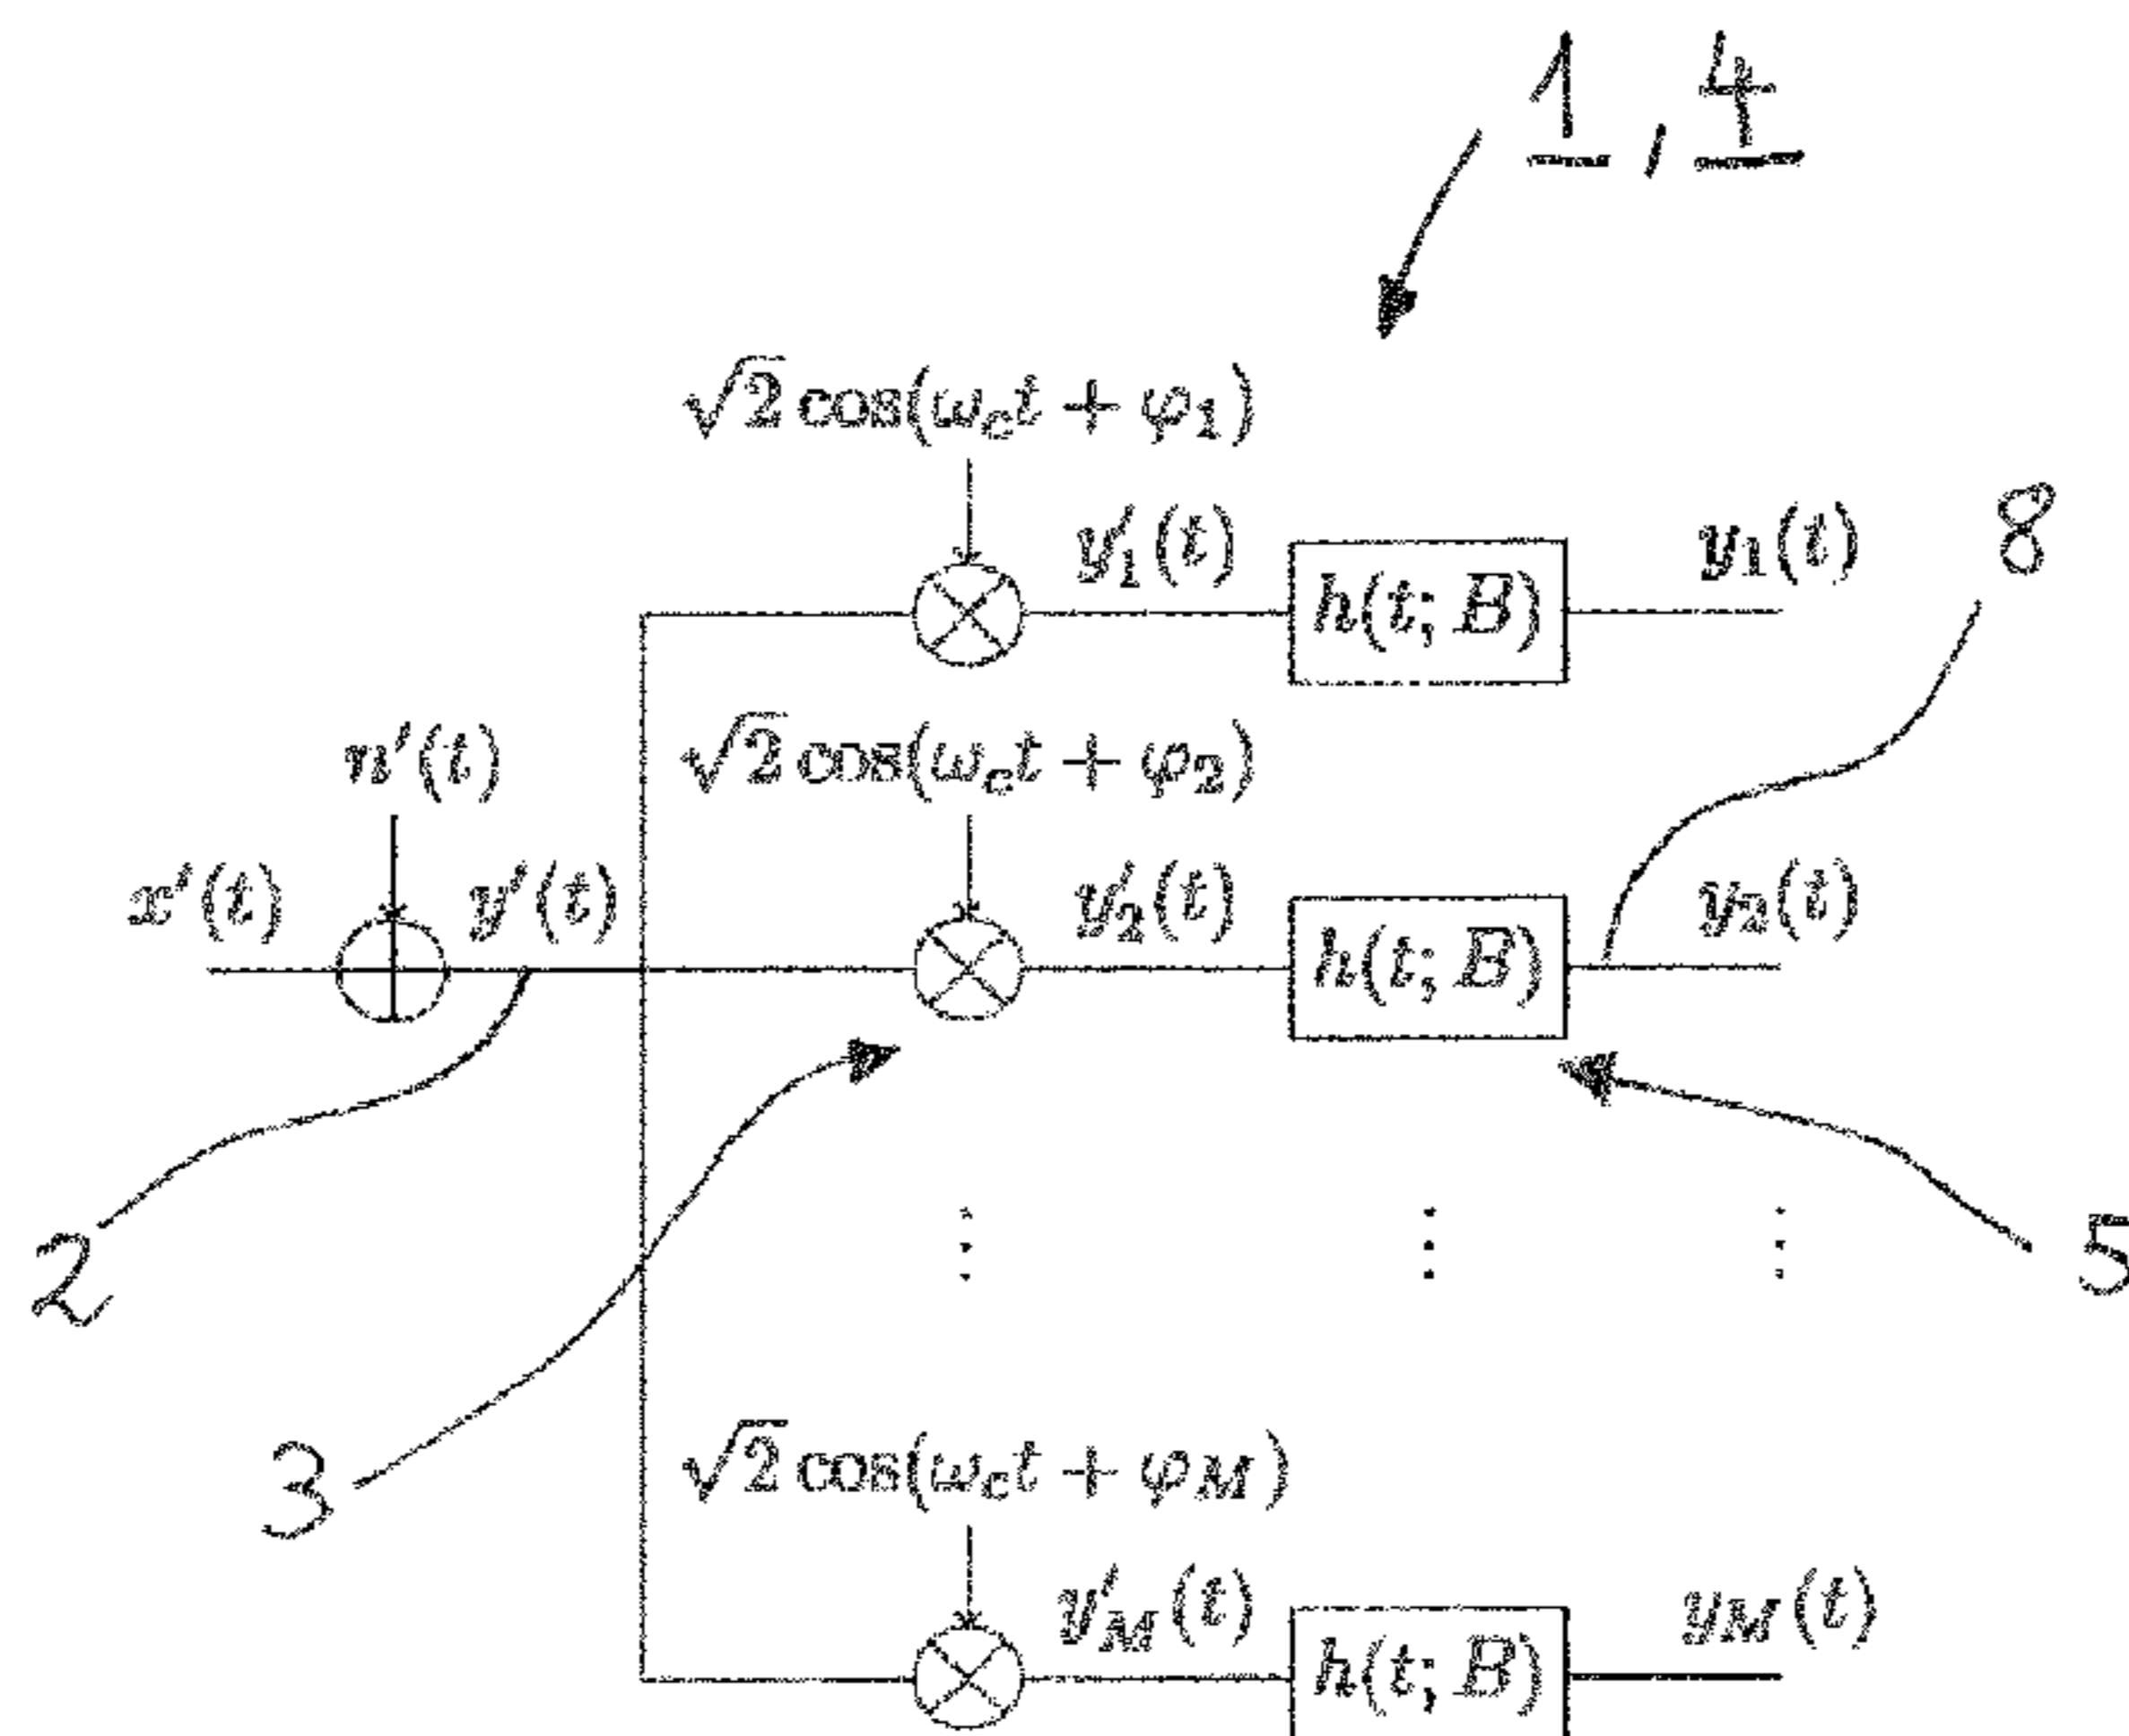 1, 4
√2 cos(ω_c t + φ_1)
y′_1(t)
h(t; B)
y_1(t)
8
n′(t)
√2 cos(ω_c t + φ_2)
x′(t)
y′(t)
y′_2(t)
h(t; B)
y_2(t)
2
3
5
√2 cos(ω_c t + φ_M)
y′_M(t)
h(t; B)
y_M(t)